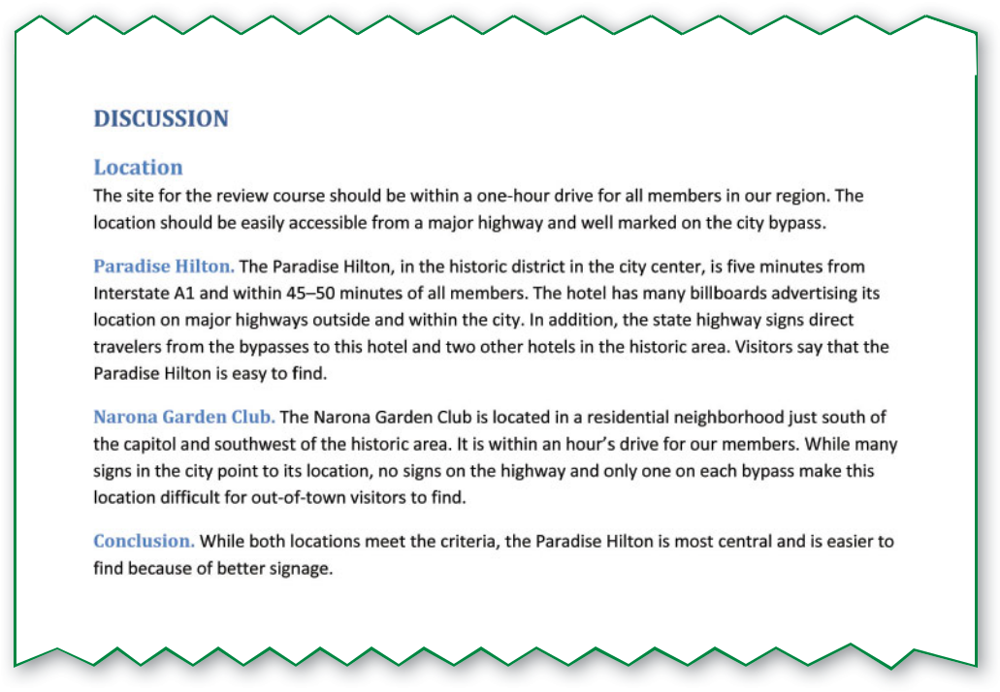 DISCUSSION
Location
The site for the review course should be within a one-hour drive for all members in our region. The
location should be easily accessible from a major highway and well marked on the city bypass.
Paradise Hilton. The Paradise Hilton, in the historic district in the city center, is five minutes from
Interstate A1 and within 45–50 minutes of all members. The hotel has many billboards advertising its
location on major highways outside and within the city. In addition, the state highway signs direct
travelers from the bypasses to this hotel and two other hotels in the historic area. Visitors say that the
Paradise Hilton is easy to find.
Narona Garden Club. The Narona Garden Club is located in a residential neighborhood just south of
the capitol and southwest of the historic area. It is within an hour’s drive for our members. While many
signs in the city point to its location, no signs on the highway and only one on each bypass make this
location difficult for out-of-town visitors to find.
Conclusion. While both locations meet the criteria, the Paradise Hilton is most central and is easier to
find because of better signage.